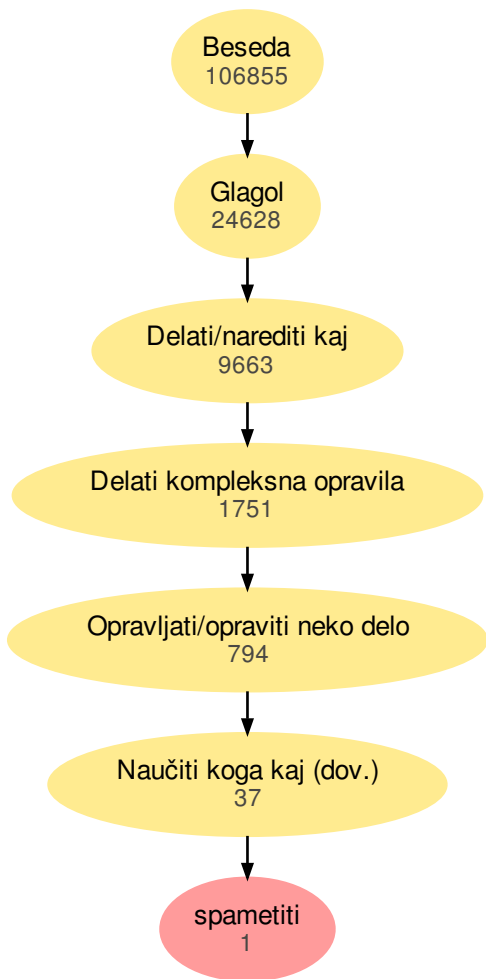 Beseda
106855
Glagol
24628
Delati/narediti kaj
9663
Delati kompleksna opravila
1751
Opravljati/opraviti neko delo
794
Naučiti koga kaj (dov.)
37
spametiti
1